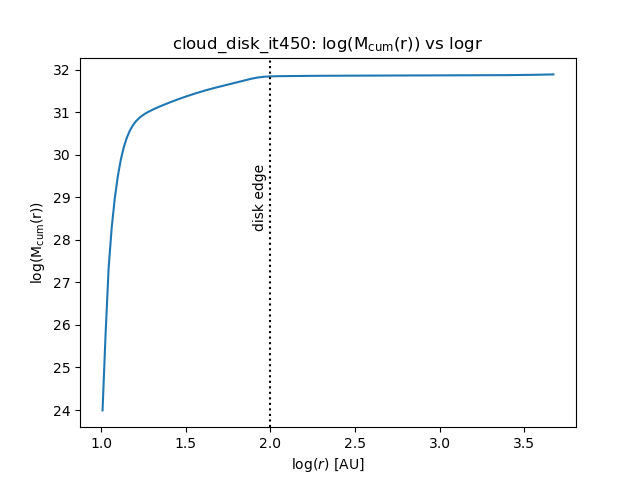 cloud_disk_it450: log(M_cum(r)) vs logr
log(M_cum(r))
32
31
30
29
28
27
26
25
24
disk edge
1.0 1.5 2.0 2.5 3.0 3.5
log(r) [AU]